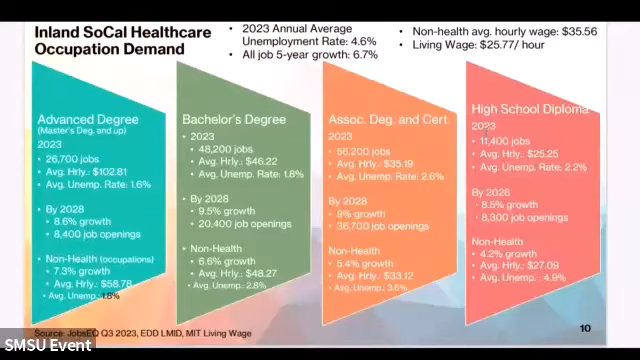 Inland SoCal Healthcare
Occupation Demand
• 2023 Annual Average
Unemployment Rate: 4.6%
• All job 5-year growth: 6.7%
• Non-health avg. hourly wage: $35.56
• Living Wage: $25.77/ hour
Advanced Degree
(Master's Deg. and up)
2023
• 26,700 jobs
• Avg. Hrly.: $102.81
• Avg. Unemp. Rate: 1.6%
• By 2028
• 8.6% growth
• 8,400 job openings
• Non-Health (occupations)
• 7.3% growth
• Avg. Hrly.: $58.78
• Avg. Unemp.: 1.8%
Bachelor's Degree
• 2023
• 48,200 jobs
• Avg. Hrly.: $46.22
• Avg. Unemp. Rate: 1.8%
• By 2028
• 9.5% growth
• 20,400 job openings
• Non-Health
• 6.6% growth
• Avg. Hrly.: $48.27
• Avg. Unemp.: 2.8%
Assoc. Deg. and Cert.
2023
• 56,200 jobs
• Avg. Hrly.: $35.19
• Avg. Unemp. Rate: 2.6%
By 2028
• 9% growth
• 36,700 job openings
Non-Health
• 5.4% growth
• Avg. Hrly.: $33.12
• Avg. Unemp.: 3.6%
High School Diploma
2023
• 11,400 jobs
• Avg. Hrly.: $25.25
• Avg. Unemp. Rate: 2.2%
By 2028
• 8.5% growth
• 8,300 job openings
Non-Health
• 4.2% growth
• Avg. Hrly.: $27.09
• Avg. Unemp.: 4.9%
Source: JobsEQ Q3 2023, EDD LMID, MIT Living Wage
10
SMSU Event